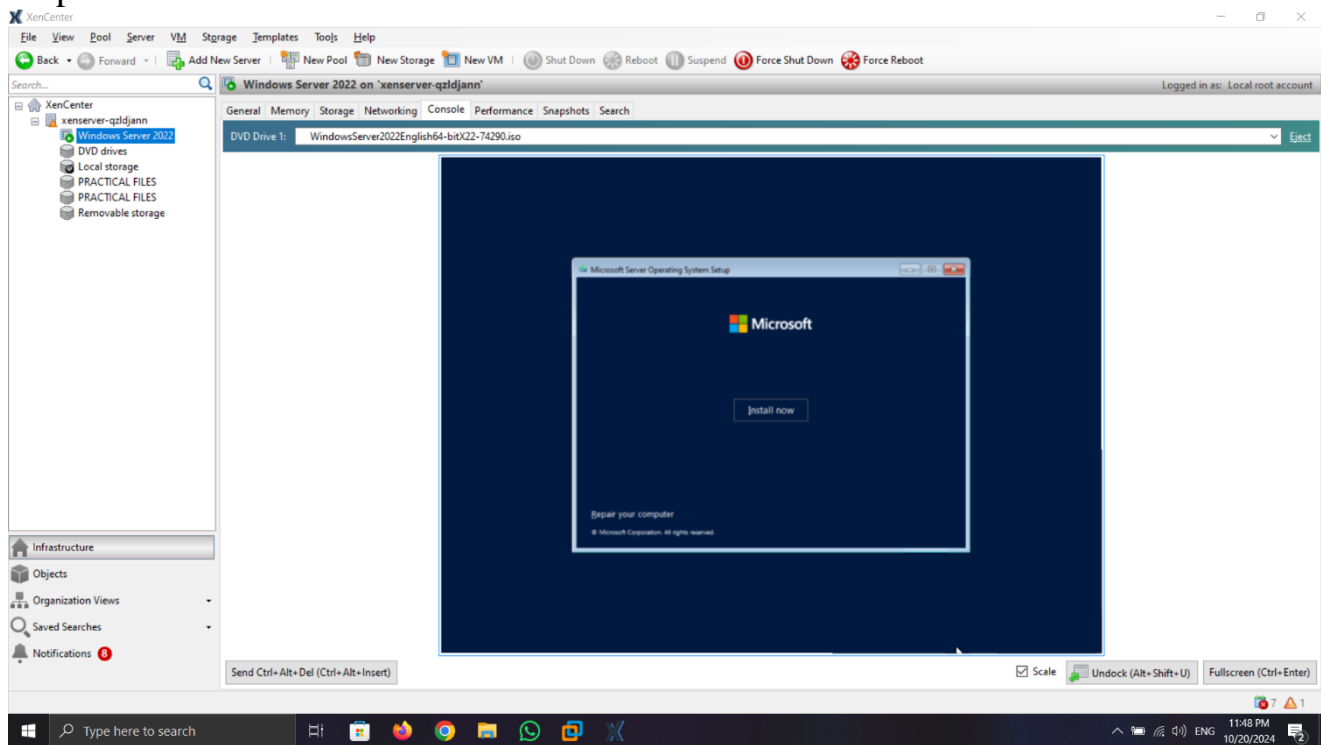 XenCenter
File View Pool Server VM Storage Templates Tools Help
Back Forward Add New Server New Pool New Storage New VM Shut Down Reboot Suspend Force Shut Down Force Reboot
Search...
Windows Server 2022 on 'xenserver-qzldjann'
Logged in as: Local root account
XenCenter
xenserver-qzldjann
Windows Server 2022
DVD drives
Local storage
PRACTICAL FILES
PRACTICAL FILES
Removable storage
General Memory Storage Networking Console Performance Snapshots Search
DVD Drive 1: WindowsServer2022English64-bitX22-74290.iso Eject
Microsoft Server Operating System Setup
Microsoft
Install now
Repair your computer
© Microsoft Corporation. All rights reserved.
Infrastructure
Objects
Organization Views
Saved Searches
Notifications 8
Send Ctrl+Alt+Del (Ctrl+Alt+Insert)
Scale Undock (Alt+Shift+U) Fullscreen (Ctrl+Enter)
7 1
Type here to search
ENG
11:48 PM
10/20/2024
2